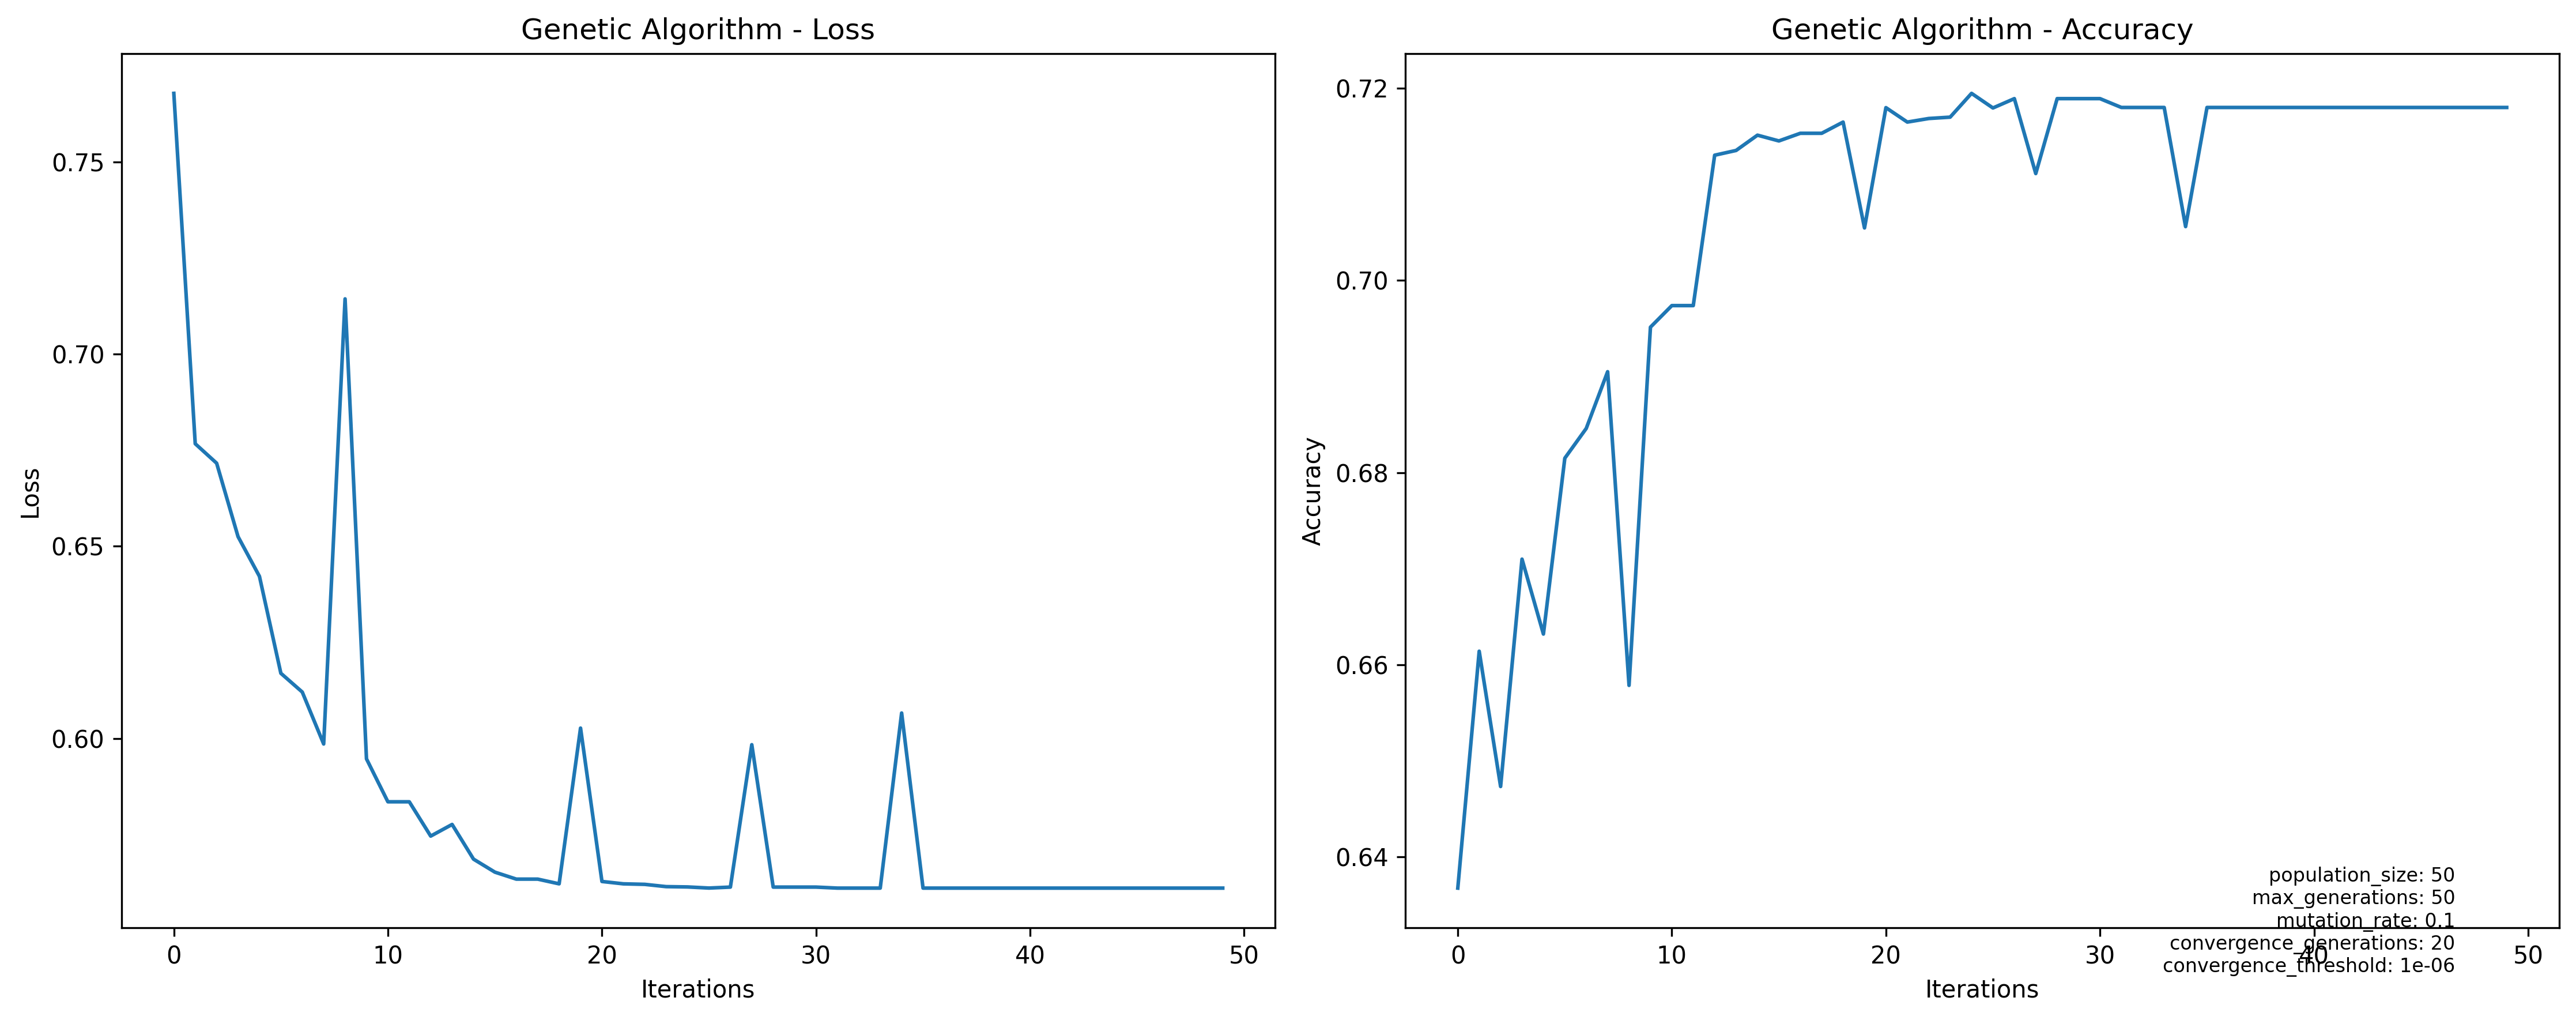 Genetic Algorithm - Loss
0.75
0.70
0.65
0.60
Loss
0 10 20 30 40 50
Iterations
Genetic Algorithm - Accuracy
0.72
0.70
0.68
0.66
0.64
Accuracy
population_size: 50
max_generations: 50
mutation_rate: 0.1
convergence_generations: 20
convergence_threshold: 1e-06
0 10 20 30 40 50
Iterations